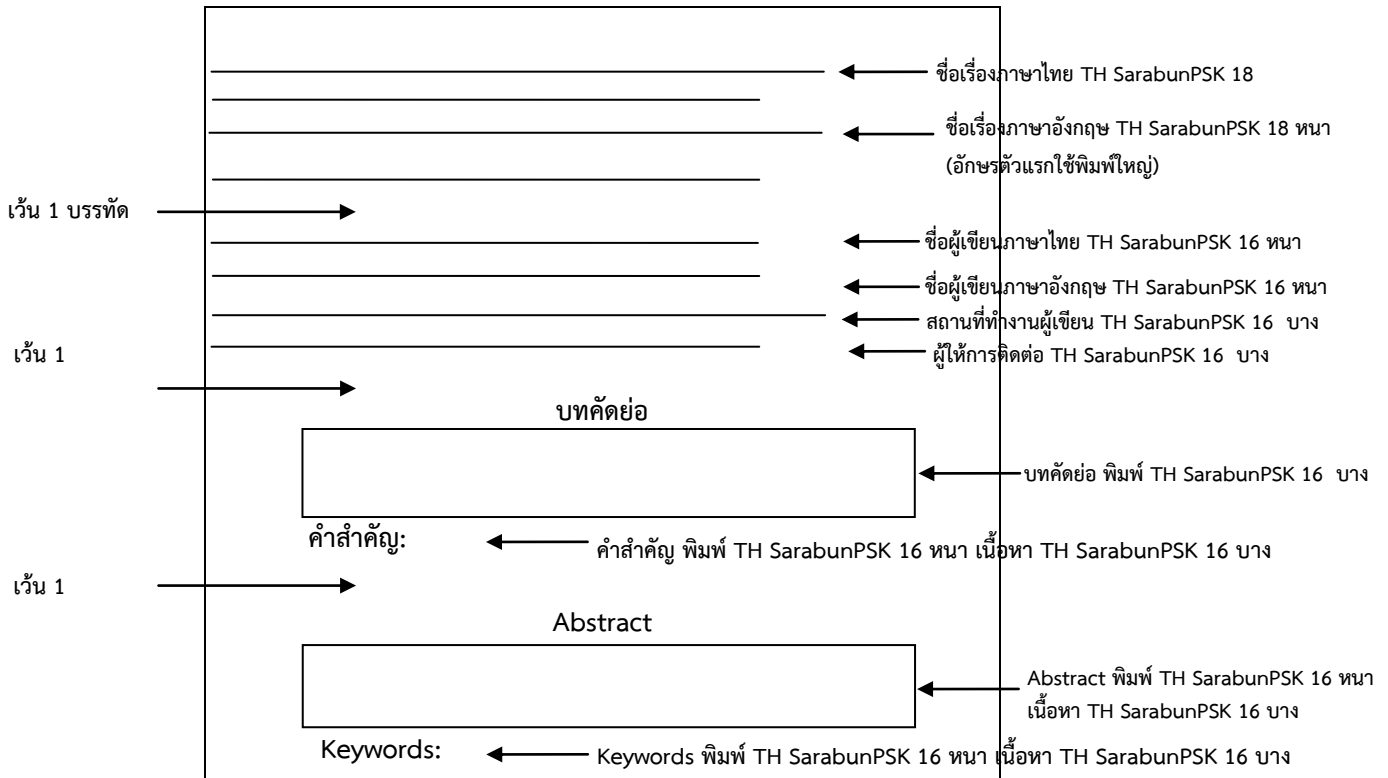 ชื่อเรื่องภาษาไทย TH SarabunPSK 18
ชื่อเรื่องภาษาอังกฤษ TH SarabunPSK 18 หนา
(อักษรตัวแรกใช้พิมพ์ใหญ่)
เว้น 1 บรรทัด
ชื่อผู้เขียนภาษาไทย TH SarabunPSK 16 หนา
ชื่อผู้เขียนภาษาอังกฤษ TH SarabunPSK 16 หนา
สถานที่ทำงานผู้เขียน TH SarabunPSK 16 บาง
เว้น 1
ผู้ให้การติดต่อ TH SarabunPSK 16 บาง
บทคัดย่อ
บทคัดย่อ พิมพ์ TH SarabunPSK 16 บาง
คำสำคัญ:
คำสำคัญ พิมพ์ TH SarabunPSK 16 หนา เนื้อหา TH SarabunPSK 16 บาง
เว้น 1
Abstract
Abstract พิมพ์ TH SarabunPSK 16 หนา
เนื้อหา TH SarabunPSK 16 บาง
Keywords:
Keywords พิมพ์ TH SarabunPSK 16 หนา เนื้อหา TH SarabunPSK 16 บาง